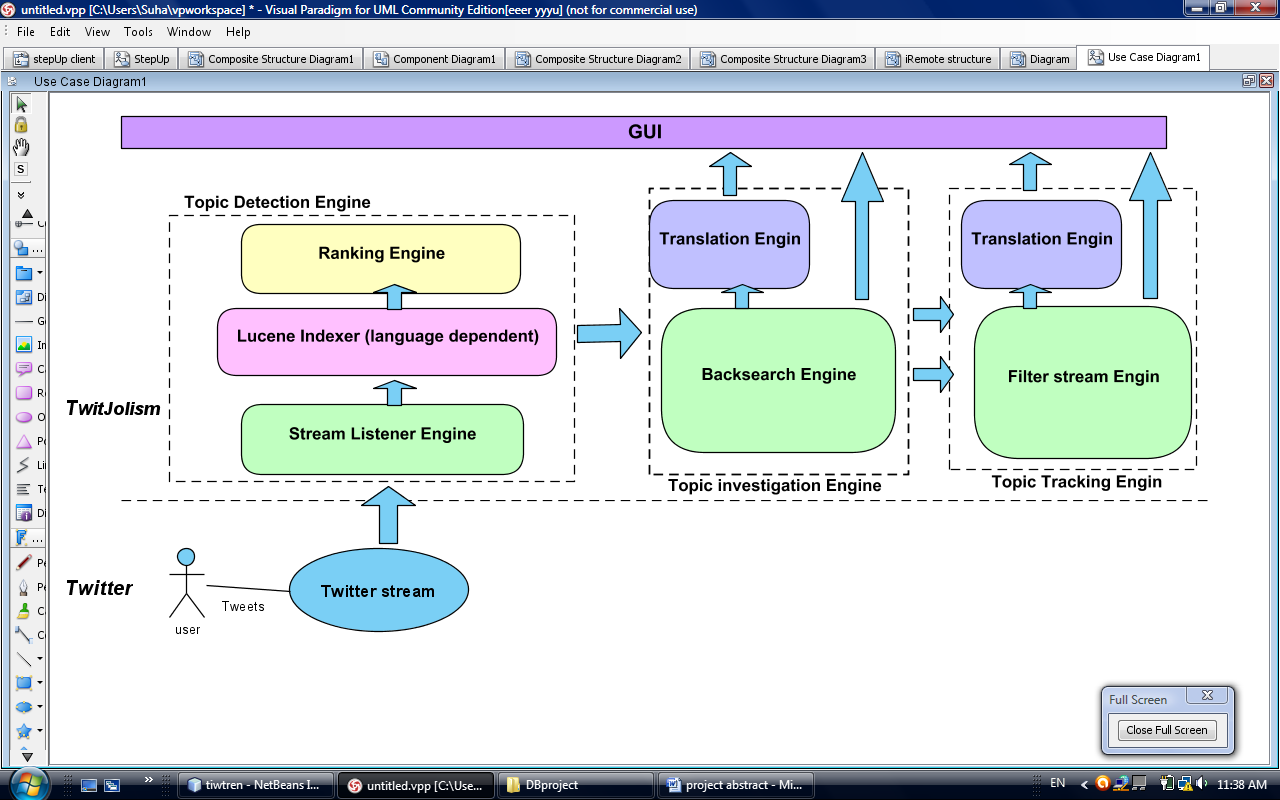 untitled.vpp [C:\Users\Suha\vpworkspace] * - Visual Paradigm for UML Community Edition[eeer yyyu] (not for commercial use)
File Edit View Tools Window Help
stepUp client StepUp Composite Structure Diagram1 Component Diagram1 Composite Structure Diagram2 Composite Structure Diagram3 iRemote structure Diagram Use Case Diagram1
Use Case Diagram1
S
GUI
Topic Detection Engine
Ranking Engine
Lucene Indexer (language dependent)
Stream Listener Engine
Translation Engin
Backsearch Engine
Topic investigation Engine
Translation Engin
Filter stream Engin
Topic Tracking Engin
TwitJolism
Twitter
user
Tweets
Twitter stream
Full Screen
Close Full Screen
tiwtren - NetBeans I...
untitled.vpp [C:\Use...
DBproject
project abstract - Mi...
EN
11:38 AM